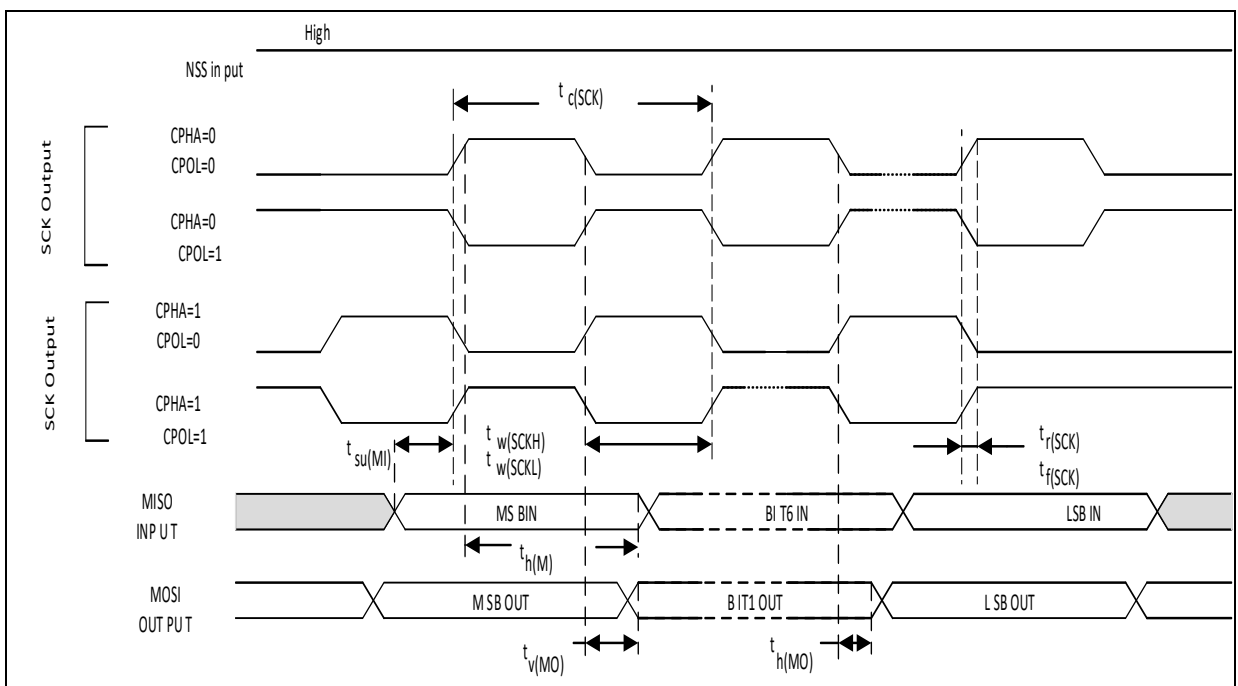 High
NSS in put
t c(SCK)
SCK Output
CPHA=0
CPOL=0
CPHA=0
CPOL=1
SCK Output
CPHA=1
CPOL=0
CPHA=1
CPOL=1
t su(MI)
t w(SCKH)
t w(SCKL)
t r(SCK)
t f(SCK)
MISO
INP U T
MS BIN
BI T6 IN
LSB IN
t h(M)
MOSI
OUT PU T
M SB OUT
B IT1 OUT
L SB OUT
t v(MO)
t h(MO)